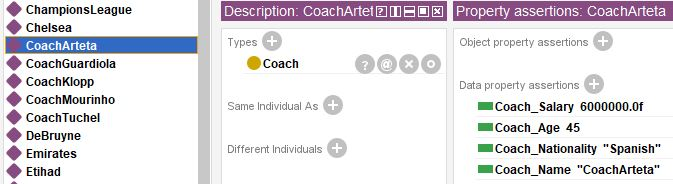 ChampionsLeague
Chelsea
CoachArteta
CoachGuardiola
CoachKlopp
CoachMourinho
CoachTuchel
DeBruyne
Emirates
Etihad
Description: CoachArtet
Types
Coach
Same Individual As
Different Individuals
Property assertions: CoachArteta
Object property assertions
Data property assertions
Coach_Salary 6000000.0f
Coach_Age 45
Coach_Nationality "Spanish"
Coach_Name "CoachArteta"